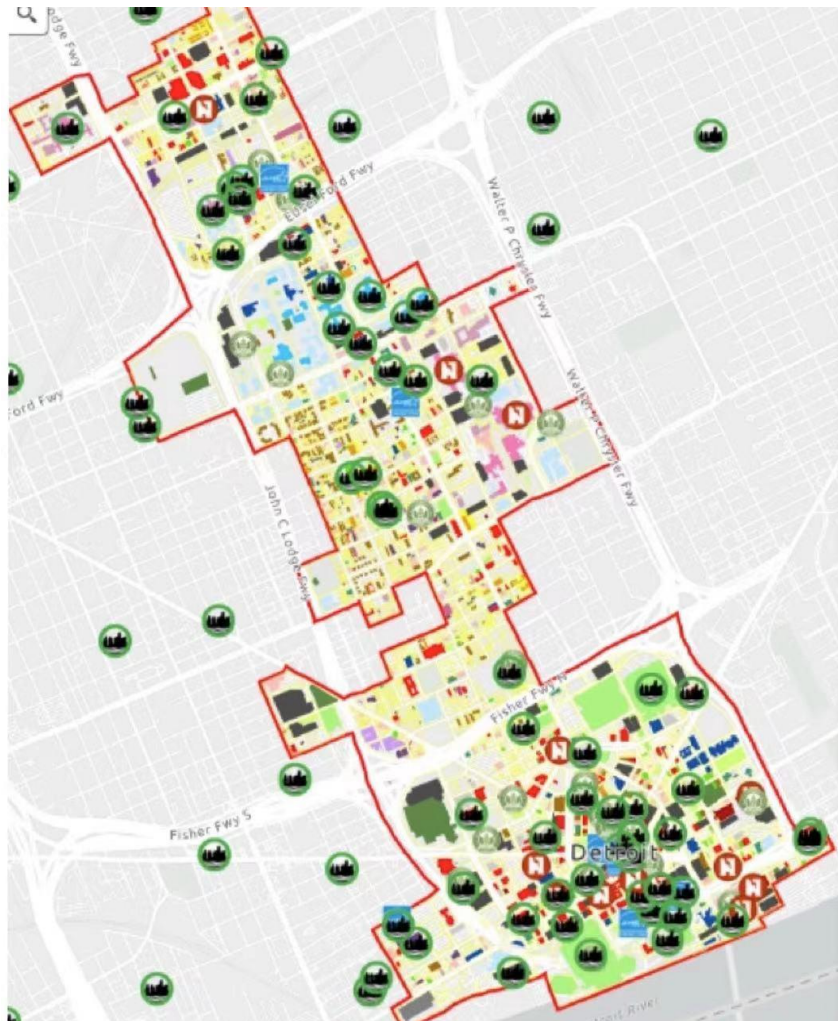 odge Fwy
Edsel Ford Fwy
Walter P Chrysler Fwy
Ford Fwy
Walter P Chrysler Fwy
John C Lodge Fwy
Fisher Fwy N
Fisher Fwy S
Detroit
roit River